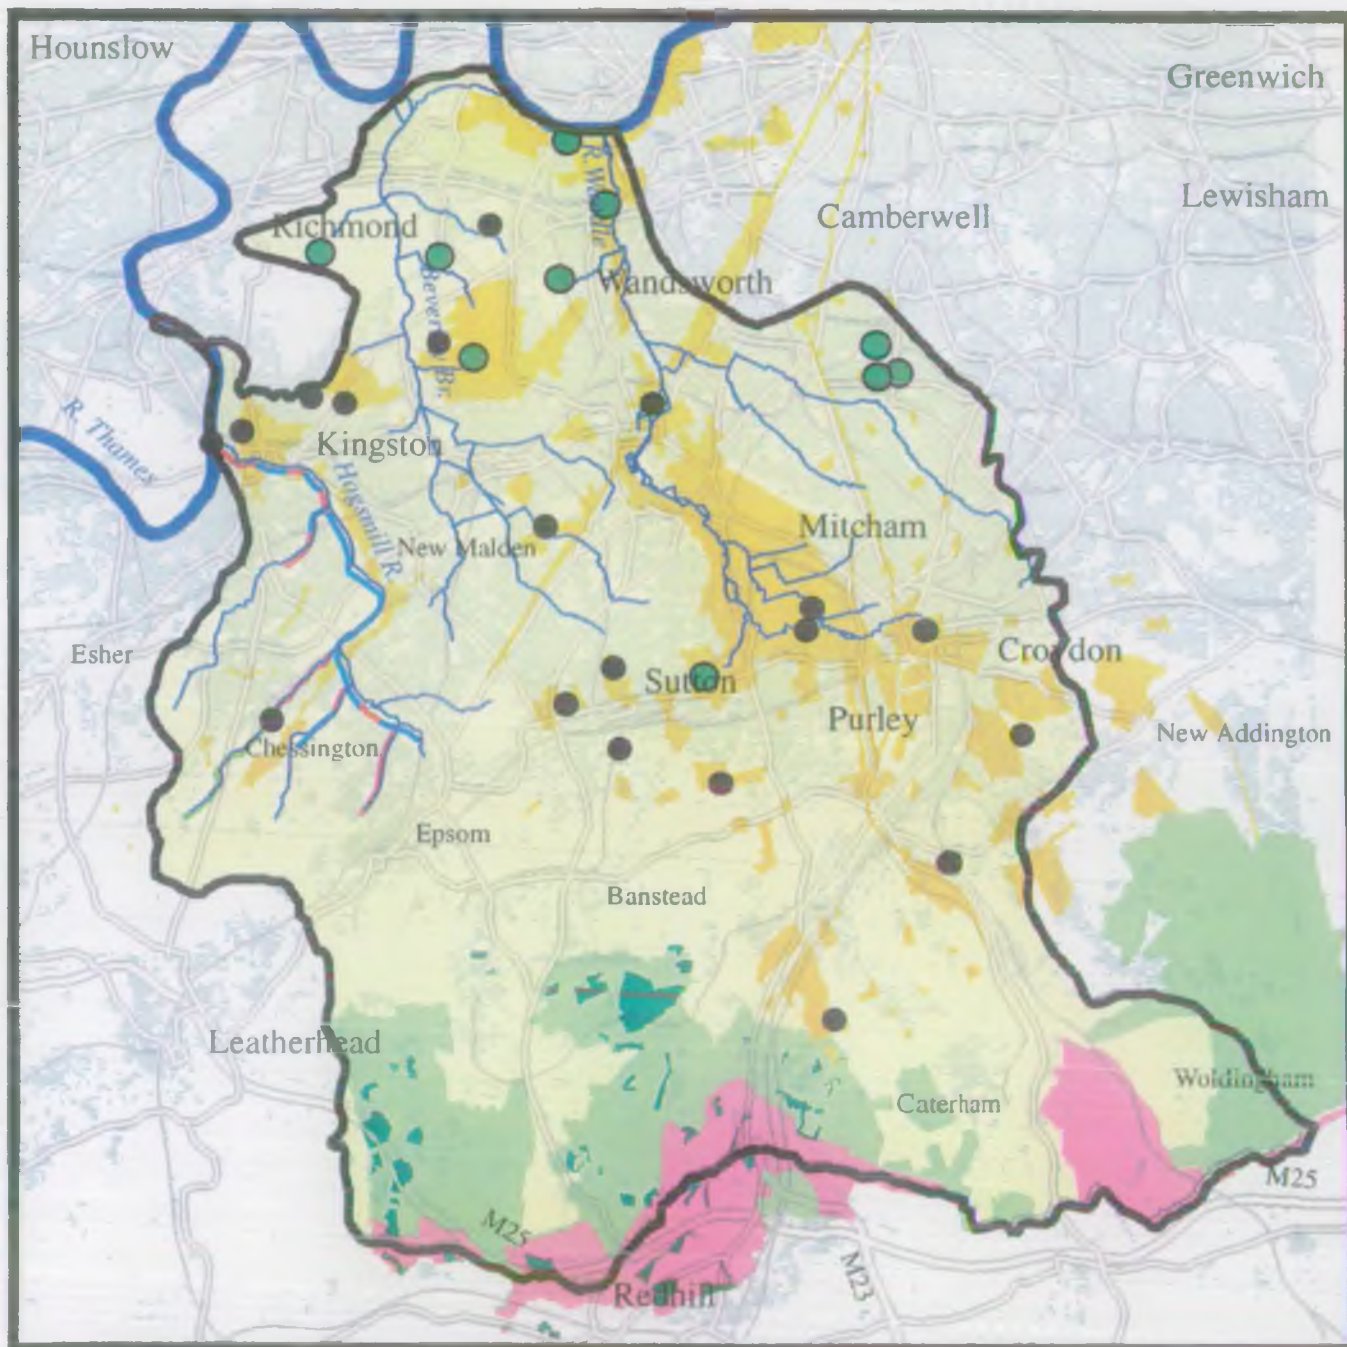 Hounslow
Greenwich
Lewisham
Camberwell
Richmond
R. Wandle
Wandsworth
Beverley Br.
R. Thames
Kingston
Hogsmill R
Mitcham
New Malden
Esher
Croydon
Sutton
Purley
New Addington
Chessington
Epsom
Banstead
Leatherhead
Woldingham
Caterham
M25
M25
M23
Redhill